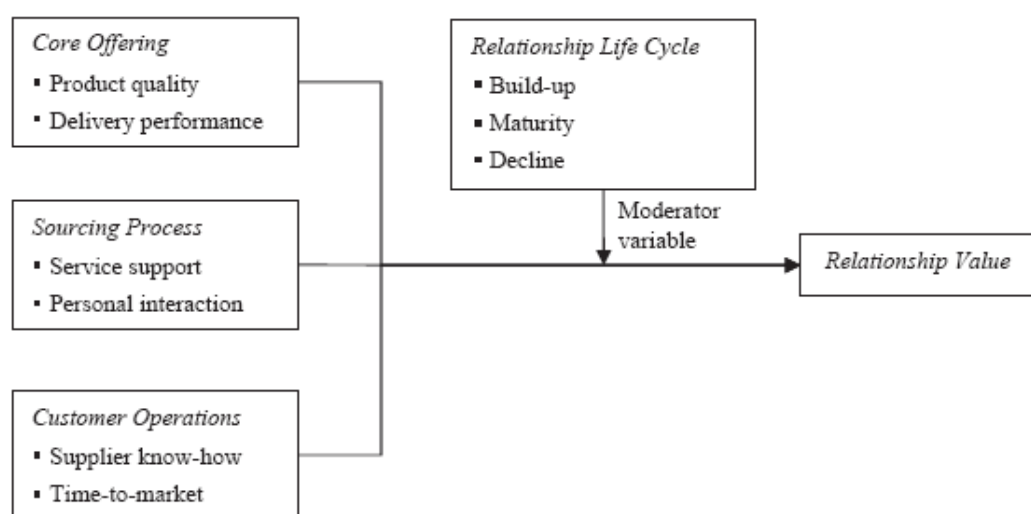 Core Offering
▪ Product quality
▪ Delivery performance
Relationship Life Cycle
▪ Build-up
▪ Maturity
▪ Decline
Moderator
variable
Sourcing Process
▪ Service support
▪ Personal interaction
Relationship Value
Customer Operations
▪ Supplier know-how
▪ Time-to-market